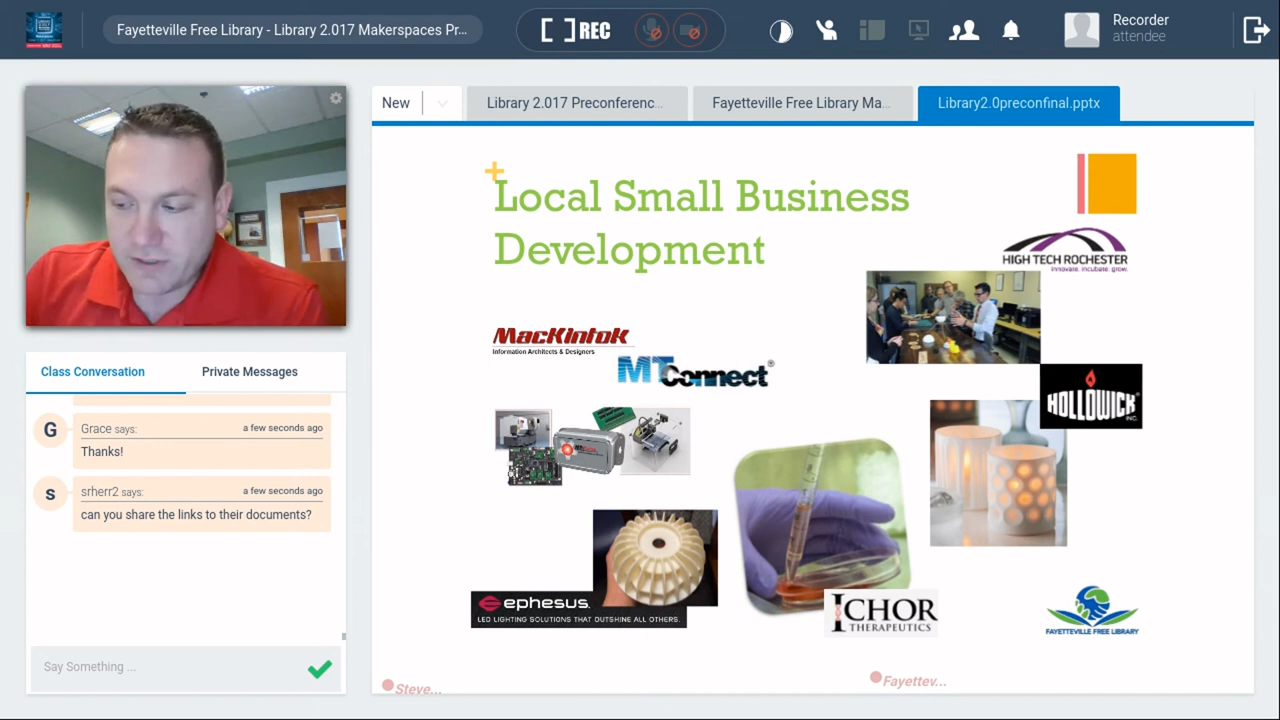 Fayetteville Free Library - Library 2.017 Makerspaces Pr...
REC
Recorder
attendee
New
Library 2.017 Preconferenc...
Fayetteville Free Library Ma...
Library2.0preconfinal.pptx
Local Small Business
Development
HIGH TECH ROCHESTER
Innovate. Incubate. grow.
MacKintok
Information Architects & Designers
MTConnect®
HOLLOWICK INC.
ephesus.
LED LIGHTING SOLUTIONS THAT OUTSHINE ALL OTHERS.
ICHOR
THERAPEUTICS
FAYETTEVILLE FREE LIBRARY
Steve...
Fayettev...
Class Conversation
Private Messages
G
Grace says:
a few seconds ago
Thanks!
s
srherr2 says:
a few seconds ago
can you share the links to their documents?
Say Something ...